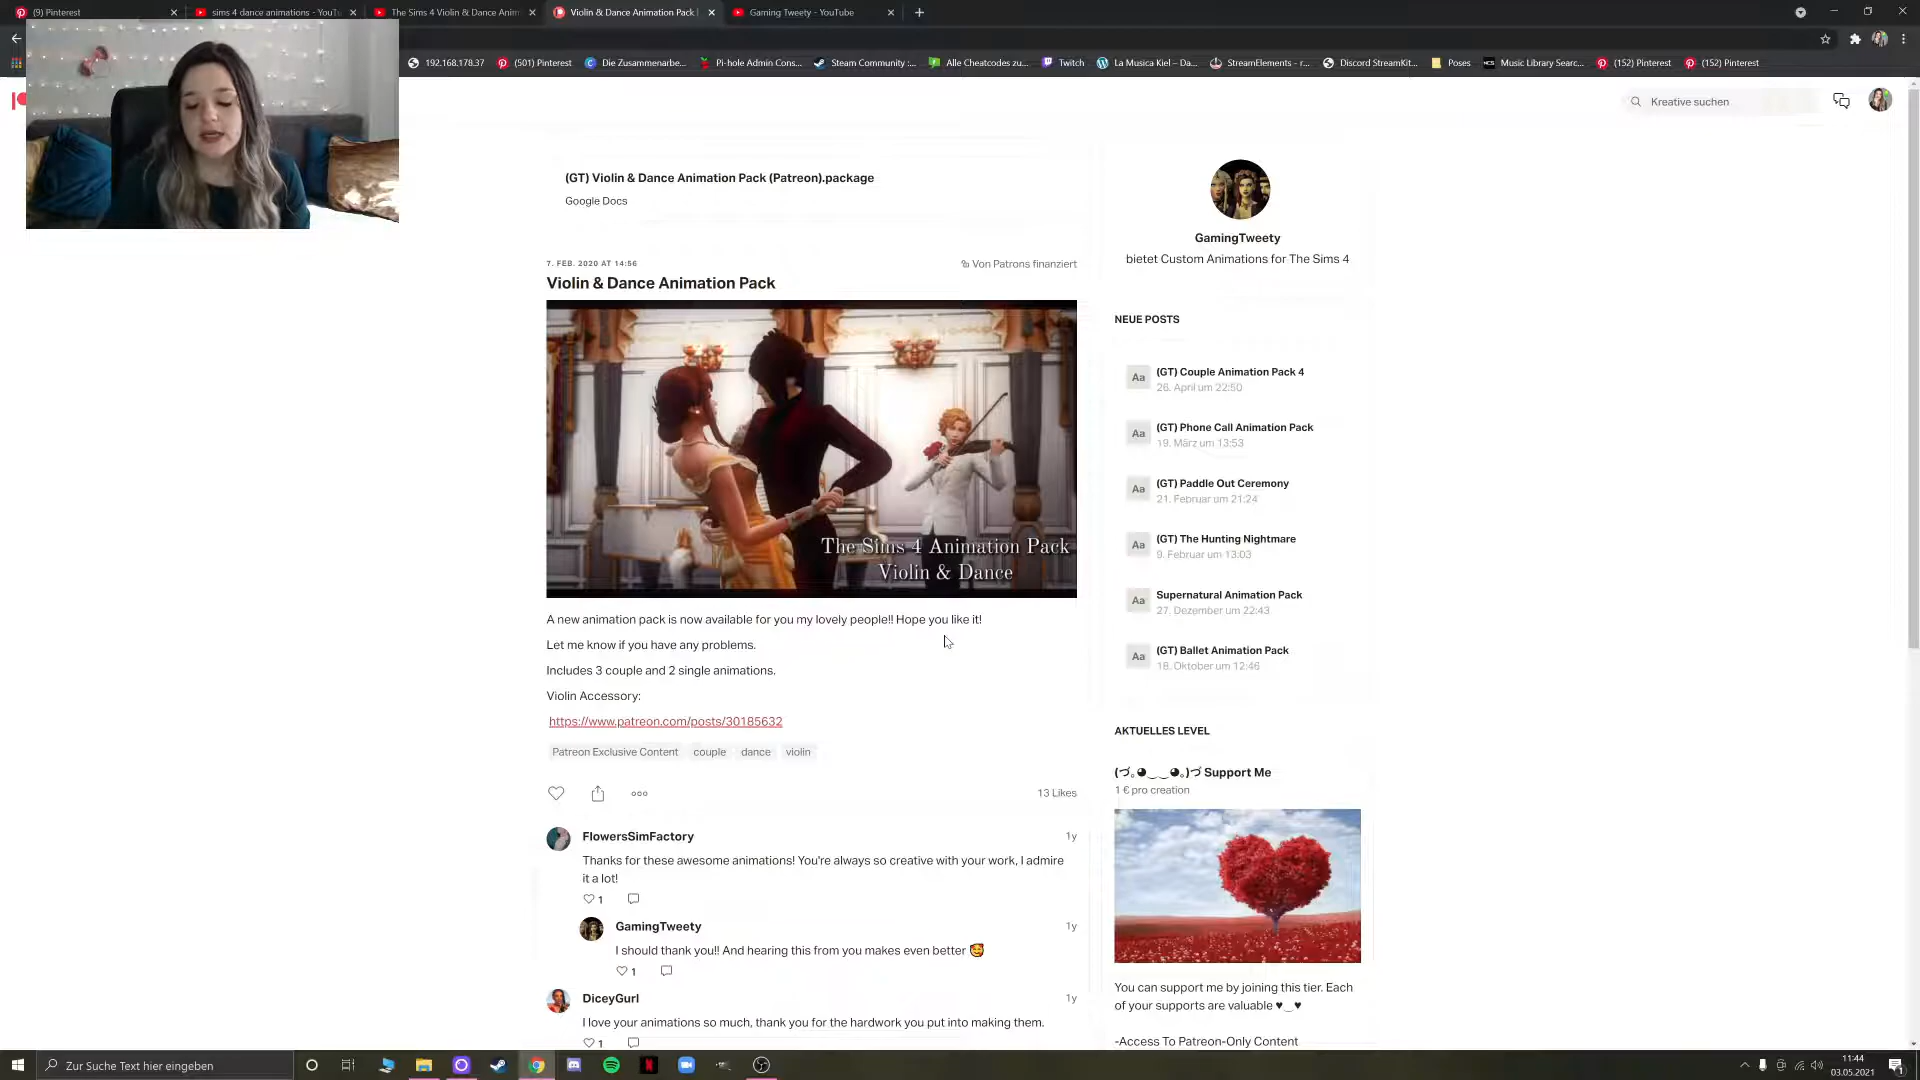 (9) Pinterest
sims 4 dance animations - YouTu
The Sims 4 Violin & Dance Anim
Violin & Dance Animation Pack
Gaming Tweety - YouTube
192.168.178.37
(501) Pinterest
Die Zusammenarbe...
Pi-hole Admin Cons...
Steam Community :...
Alle Cheatcodes zu...
Twitch
La Musica Kiel – Da...
StreamElements - r...
Discord StreamKit...
Poses
Music Library Searc...
(152) Pinterest
(152) Pinterest
Kreative suchen
(GT) Violin & Dance Animation Pack (Patreon).package
Google Docs
7. FEB. 2020 AT 14:56
Von Patrons finanziert
Violin & Dance Animation Pack
The Sims 4 Animation Pack
Violin & Dance
A new animation pack is now available for you my lovely people!! Hope you like it!
Let me know if you have any problems.
Includes 3 couple and 2 single animations.
Violin Accessory:
https://www.patreon.com/posts/30185632
Patreon Exclusive Content
couple
dance
violin
13 Likes
FlowersSimFactory
1y
Thanks for these awesome animations! You're always so creative with your work, I admire
it a lot!
1
GamingTweety
1y
I should thank you!! And hearing this from you makes even better 🥰
1
DiceyGurl
1y
I love your animations so much, thank you for the hardwork you put into making them.
1
GamingTweety
bietet Custom Animations for The Sims 4
NEUE POSTS
Aa
(GT) Couple Animation Pack 4
26. April um 22:50
Aa
(GT) Phone Call Animation Pack
19. März um 13:53
Aa
(GT) Paddle Out Ceremony
21. Februar um 21:24
Aa
(GT) The Hunting Nightmare
9. Februar um 13:03
Aa
Supernatural Animation Pack
27. Dezember um 22:43
Aa
(GT) Ballet Animation Pack
18. Oktober um 12:46
AKTUELLES LEVEL
(づ｡◕‿‿◕｡)づ Support Me
1 € pro creation
You can support me by joining this tier. Each
of your supports are valuable ♥‿♥
-Access To Patreon-Only Content
Zur Suche Text hier eingeben
11:44
03.05.2021